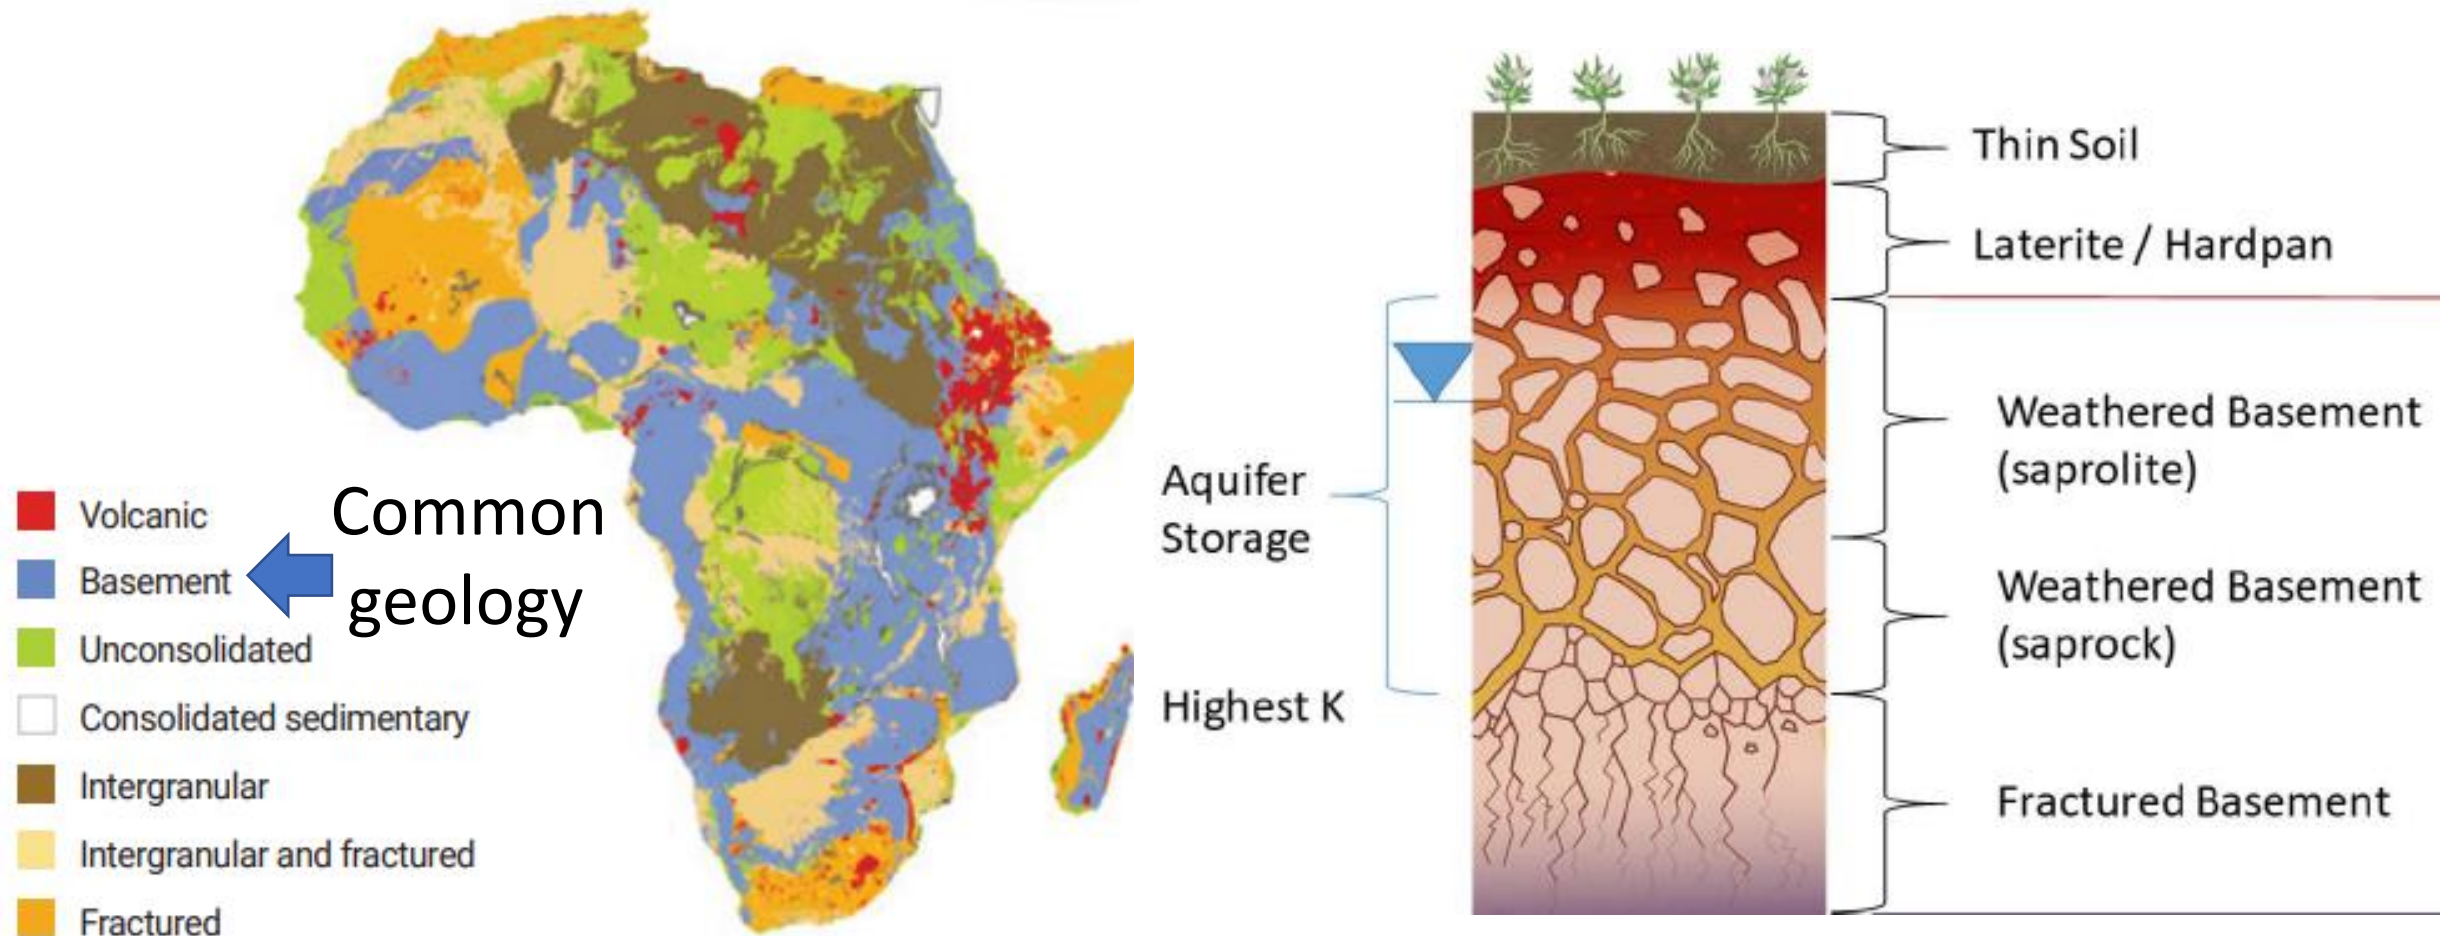 Volcanic
Basement
Unconsolidated
Consolidated sedimentary
Intergranular
Intergranular and fractured
Fractured
Common
geology
Aquifer
Storage
Highest K
Thin Soil
Laterite / Hardpan
Weathered Basement
(saprolite)
Weathered Basement
(saprock)
Fractured Basement